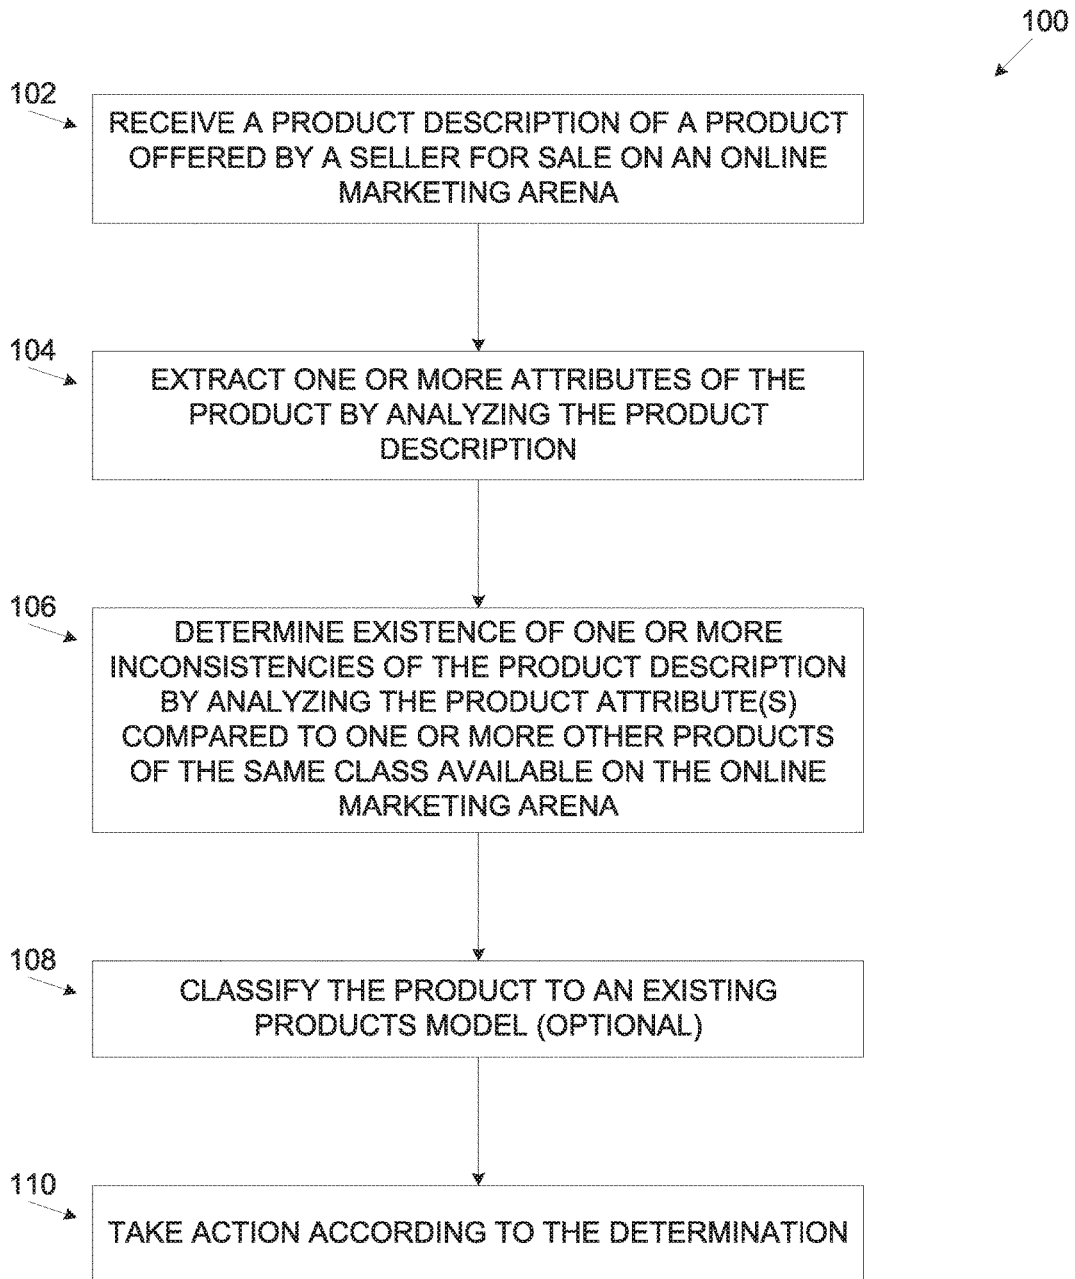 100
102
RECEIVE A PRODUCT DESCRIPTION OF A PRODUCT
OFFERED BY A SELLER FOR SALE ON AN ONLINE
MARKETING ARENA
104
EXTRACT ONE OR MORE ATTRIBUTES OF THE
PRODUCT BY ANALYZING THE PRODUCT
DESCRIPTION
106
DETERMINE EXISTENCE OF ONE OR MORE
INCONSISTENCIES OF THE PRODUCT DESCRIPTION
BY ANALYZING THE PRODUCT ATTRIBUTE(S)
COMPARED TO ONE OR MORE OTHER PRODUCTS
OF THE SAME CLASS AVAILABLE ON THE ONLINE
MARKETING ARENA
108
CLASSIFY THE PRODUCT TO AN EXISTING
PRODUCTS MODEL (OPTIONAL)
110
TAKE ACTION ACCORDING TO THE DETERMINATION